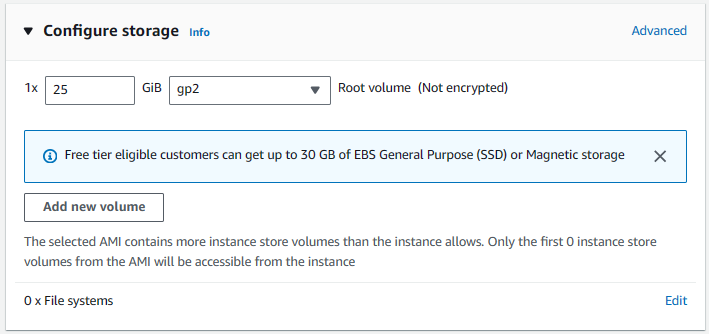 Configure storage Info Advanced
1x 25 GiB gp2 Root volume (Not encrypted)
Free tier eligible customers can get up to 30 GB of EBS General Purpose (SSD) or Magnetic storage
Add new volume
The selected AMI contains more instance store volumes than the instance allows. Only the first 0 instance store
volumes from the AMI will be accessible from the instance
0 x File systems Edit